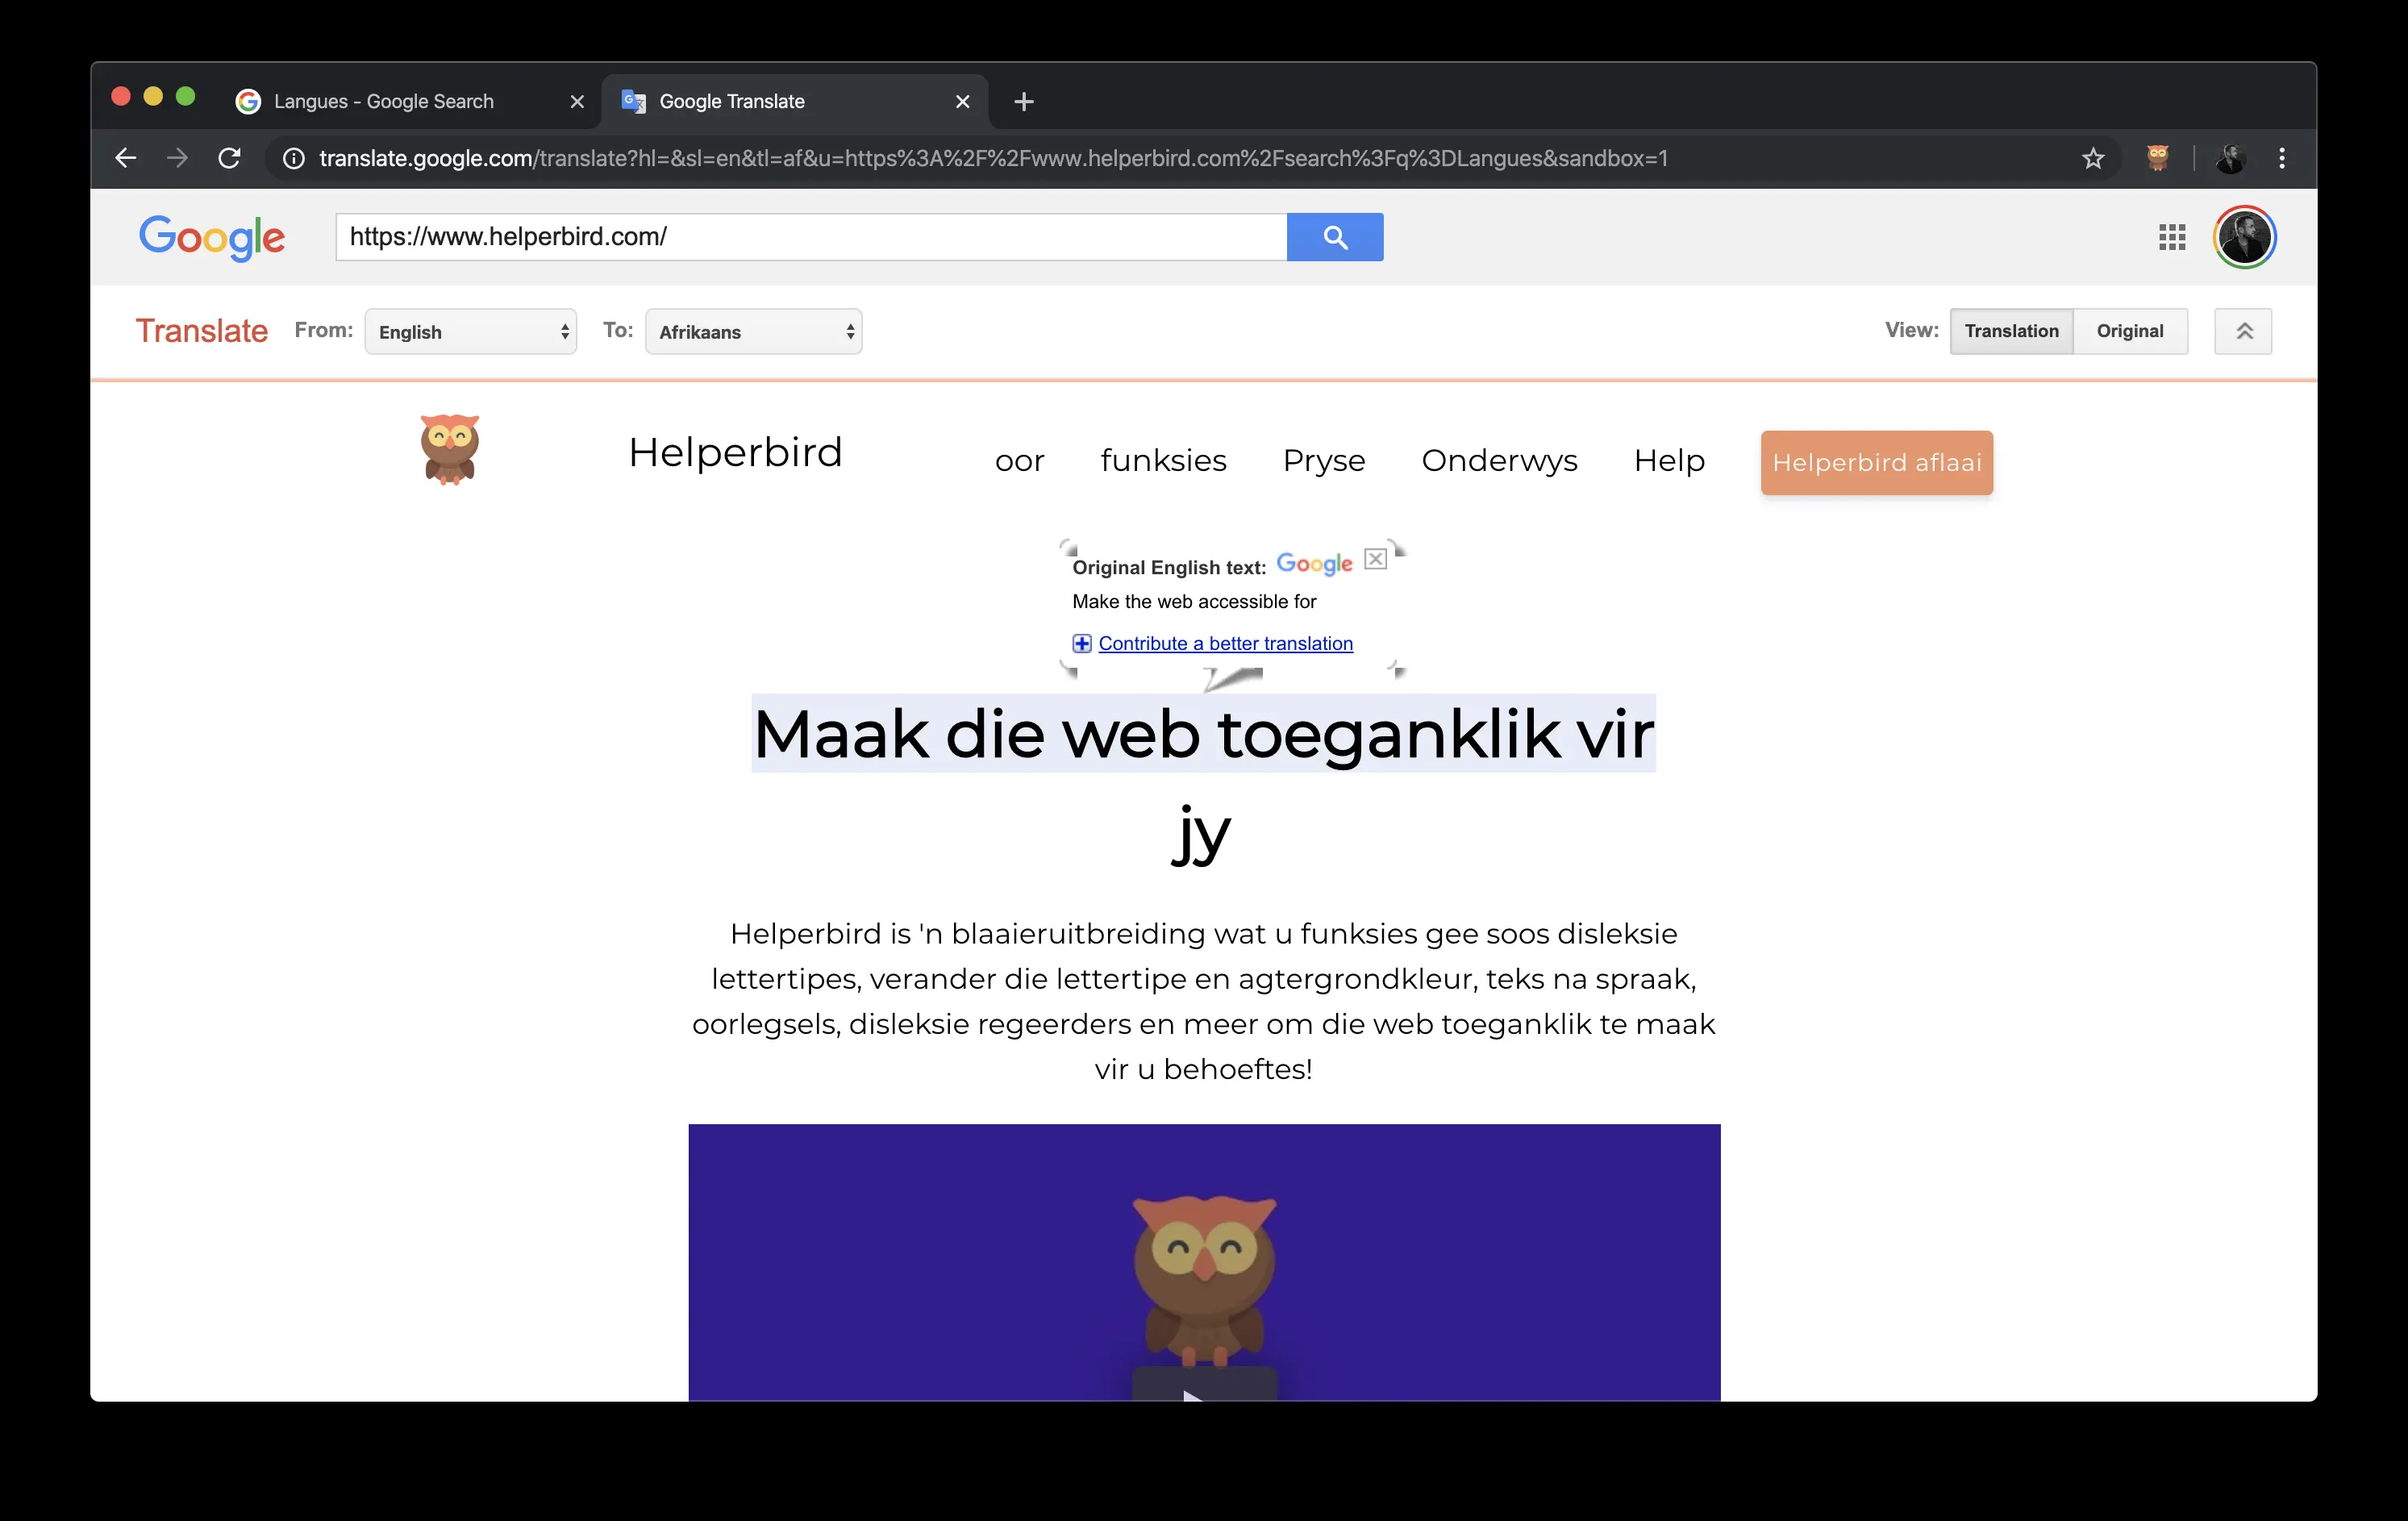 Langues - Google Search
Google Translate
translate.google.com/translate?hl=&sl=en&tl=af&u=https%3A%2F%2Fwww.helperbird.com%2Fsearch%3Fq%3DLangues&sandbox=1
Google https://www.helperbird.com/
Translate From: English To: Afrikaans View: Translation Original
Helperbird oor funksies Pryse Onderwys Help Helperbird aflaai
Original English text: Google
Make the web accessible for
Contribute a better translation
Maak die web toeganklik vir
jy
Helperbird is 'n blaaieruitbreiding wat u funksies gee soos disleksie
lettertipes, verander die lettertipe en agtergrondkleur, teks na spraak,
oorlegsels, disleksie regeerders en meer om die web toeganklik te maak
vir u behoeftes!